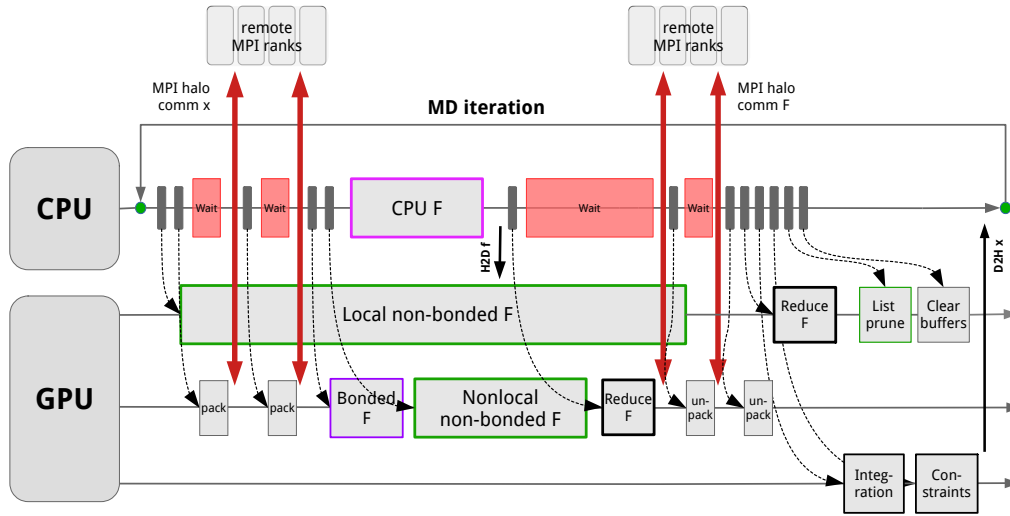 remote
MPI ranks
remote
MPI ranks
MPI halo
comm x
MPI halo
comm F
MD iteration
CPU
Wait
Wait
CPU F
Wait
Wait
H2D f
D2H x
GPU
Local non-bonded F
Reduce
F
List
prune
Clear
buffers
pack
pack
Bonded
F
Nonlocal
non-bonded F
Reduce
F
un-
pack
un-
pack
Integ-
ration
Con-
straints